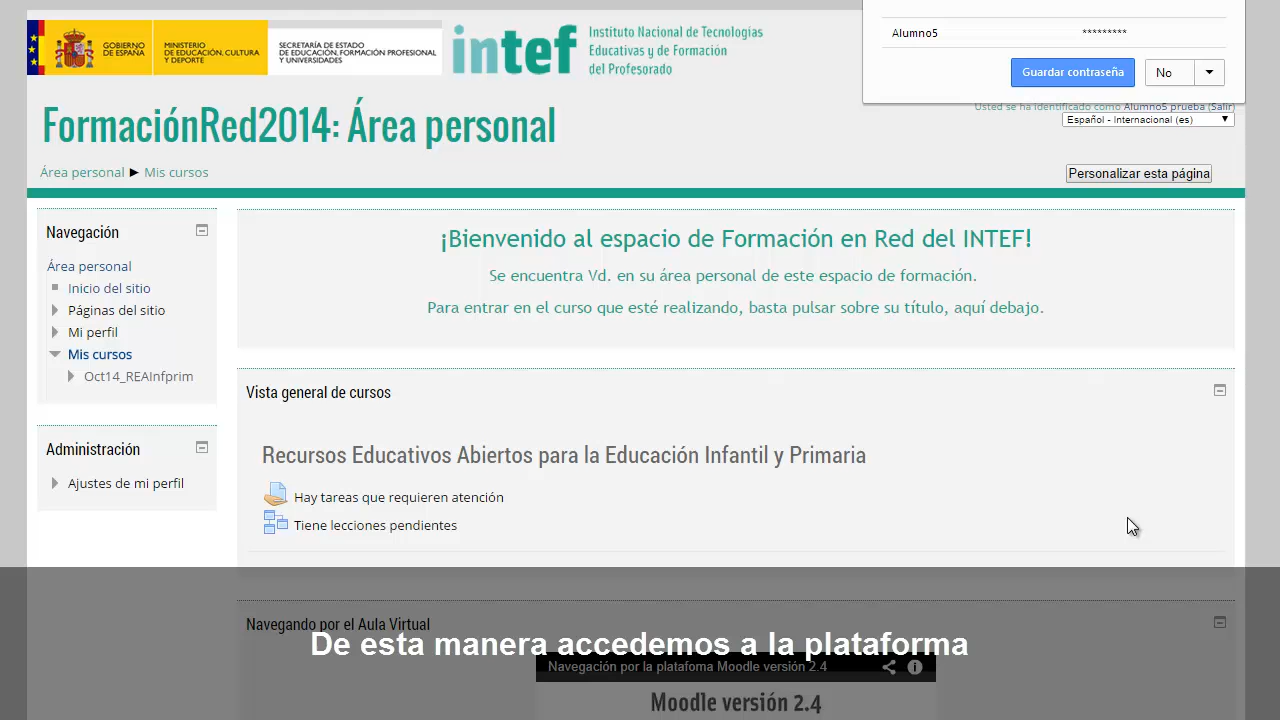 GOBIERNO
DE ESPAÑA
MINISTERIO
DE EDUCACIÓN, CULTURA
Y DEPORTE
SECRETARÍA DE ESTADO
DE EDUCACIÓN, FORMACIÓN PROFESIONAL
Y UNIVERSIDADES
intef
Instituto Nacional de Tecnologías
Educativas y de Formación
del Profesorado
Alumno5 *********
Guardar contraseña No
Usted se ha identificado como Alumno5 prueba (Salir)
Español - Internacional (es)
FormaciónRed2014: Área personal
Área personal ► Mis cursos
Personalizar esta página
Navegación
Área personal
Inicio del sitio
Páginas del sitio
Mi perfil
Mis cursos
Oct14_REAInfprim
Administración
Ajustes de mi perfil
¡Bienvenido al espacio de Formación en Red del INTEF!
Se encuentra Vd. en su área personal de este espacio de formación.
Para entrar en el curso que esté realizando, basta pulsar sobre su título, aquí debajo.
Vista general de cursos
Recursos Educativos Abiertos para la Educación Infantil y Primaria
Hay tareas que requieren atención
Tiene lecciones pendientes
Navegando por el Aula Virtual
De esta manera accedemos a la plataforma
Navegación por la platafoma Moodle versión 2.4
Moodle versión 2.4